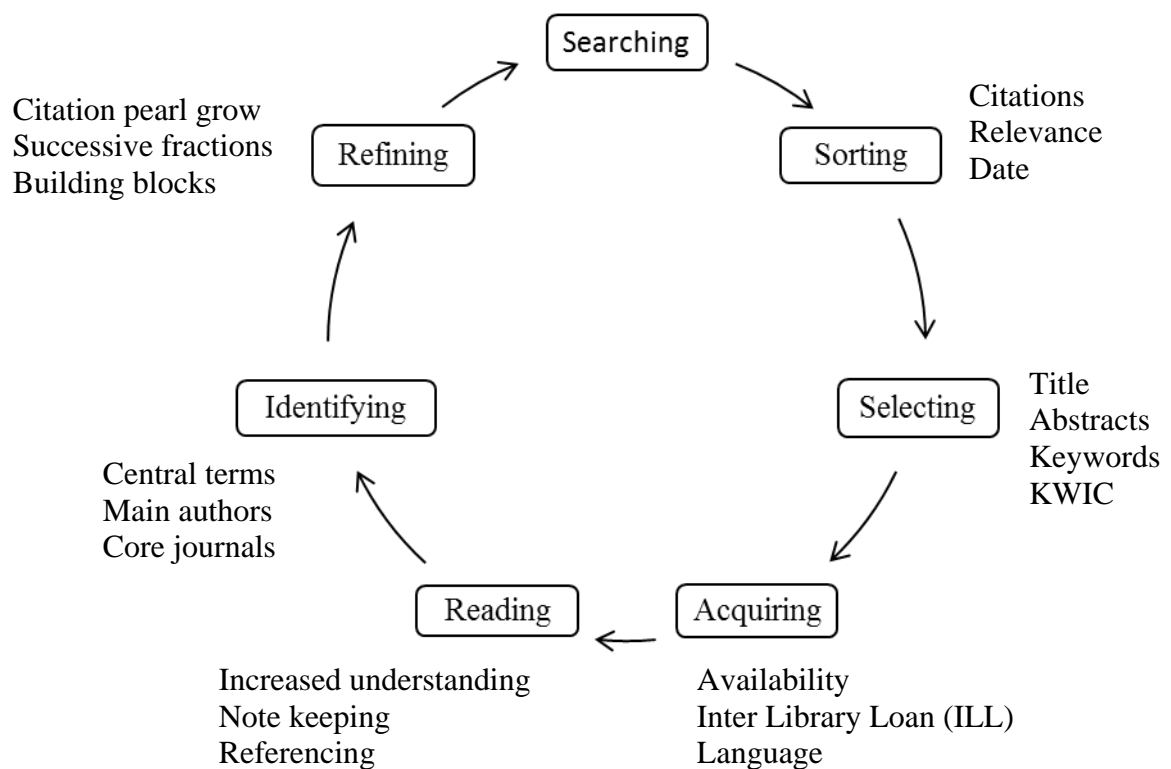 Searching
Sorting
Citations
Relevance
Date
Selecting
Title
Abstracts
Keywords
KWIC
Acquiring
Availability
Inter Library Loan (ILL)
Language
Reading
Increased understanding
Note keeping
Referencing
Identifying
Central terms
Main authors
Core journals
Refining
Citation pearl grow
Successive fractions
Building blocks